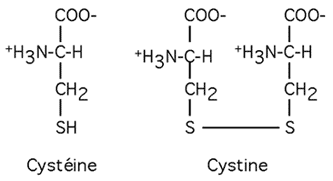 COO- COO- COO-
+H3N-C-H +H3N-C-H +H3N-C-H
CH2 CH2 CH2
SH S S
Cystéine Cystine